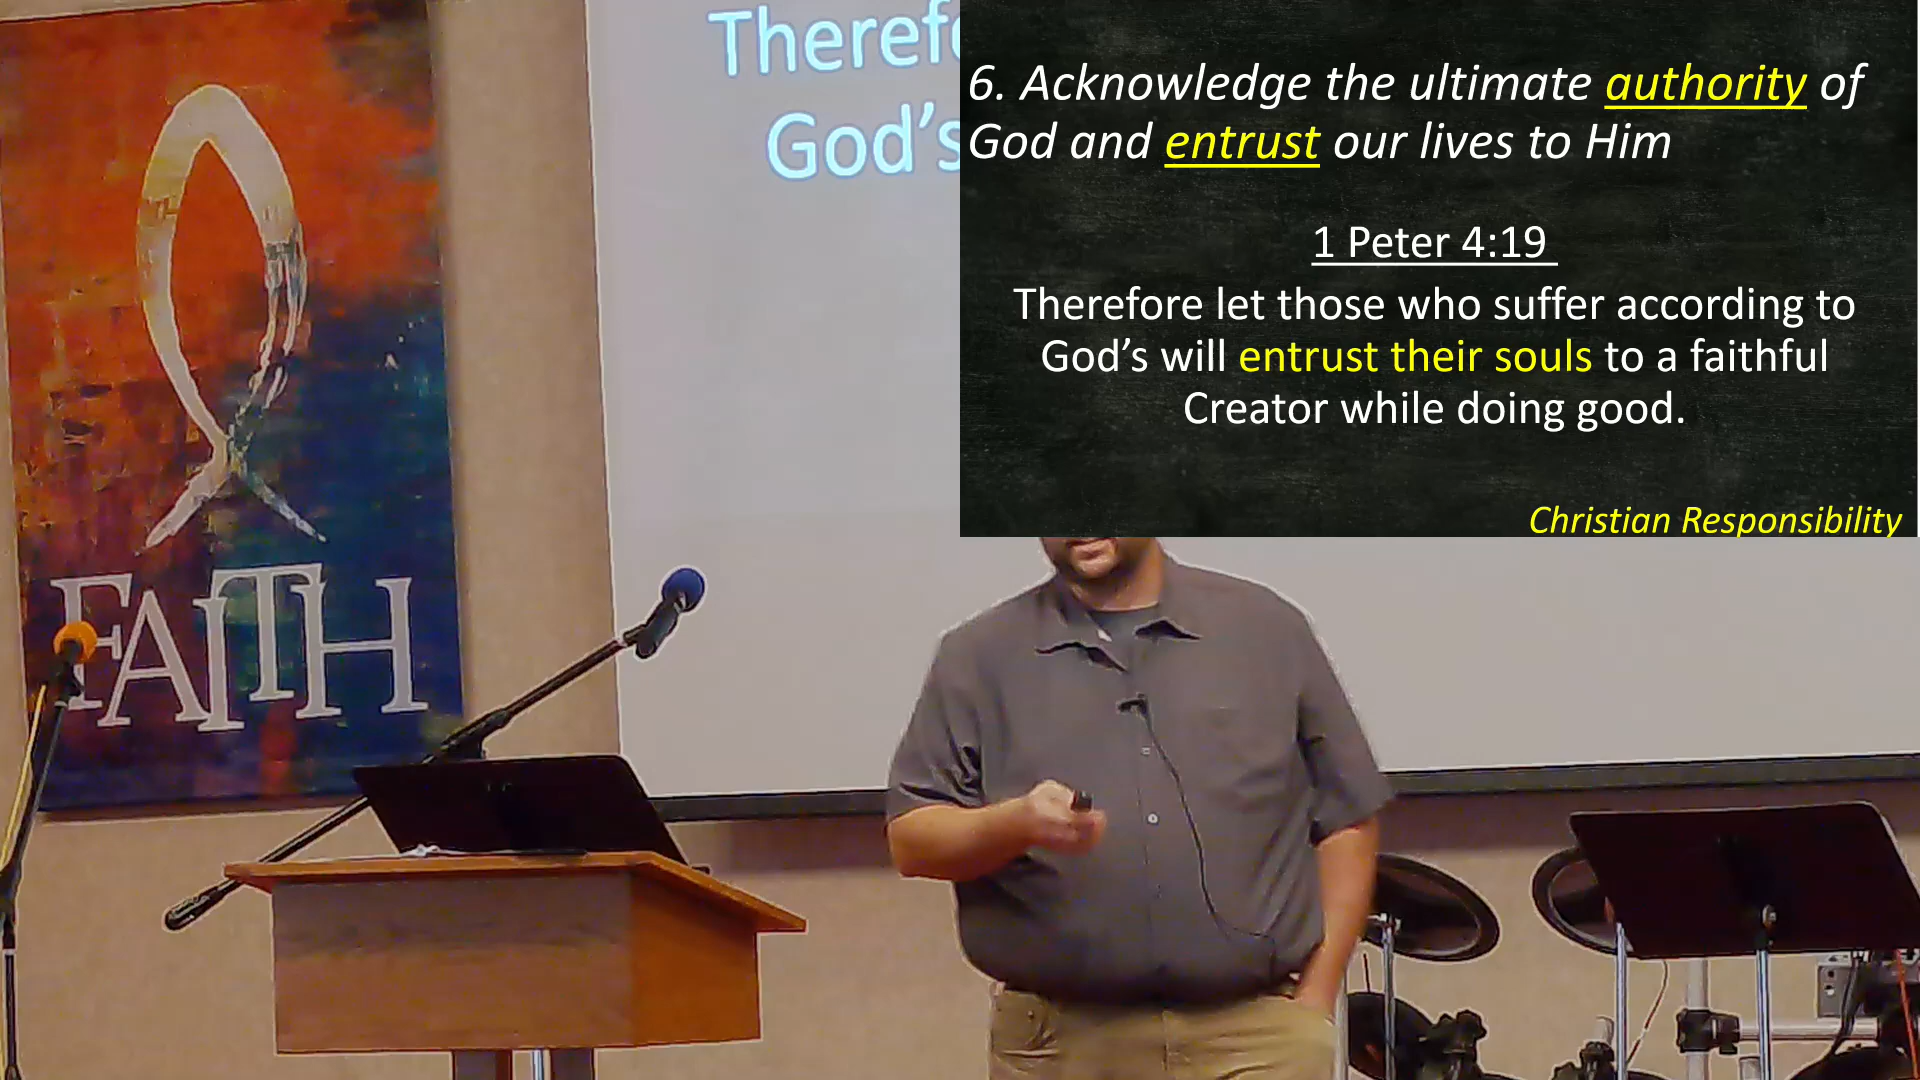 Theref
God's
6. Acknowledge the ultimate authority of
God and entrust our lives to Him
1 Peter 4:19
Therefore let those who suffer according to
God’s will entrust their souls to a faithful
Creator while doing good.
Christian Responsibility
FAITH